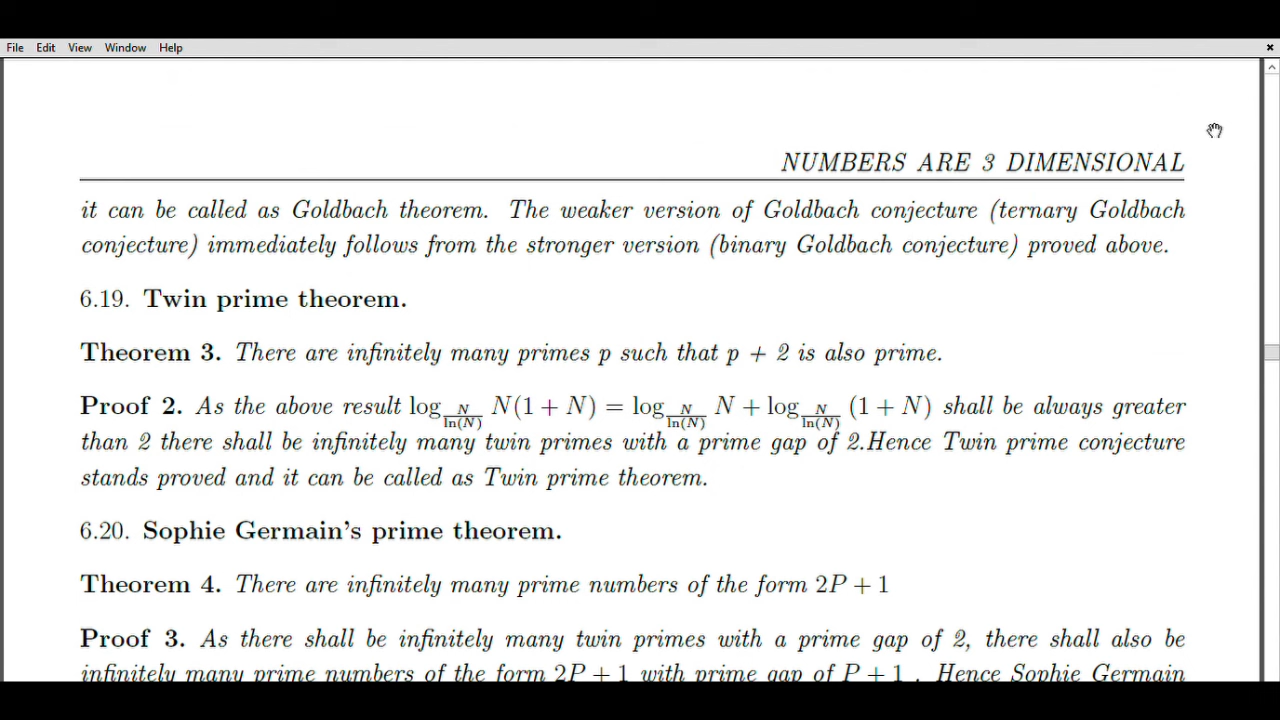 File Edit View Window Help
NUMBERS ARE 3 DIMENSIONAL
it can be called as Goldbach theorem. The weaker version of Goldbach conjecture (ternary Goldbach
conjecture) immediately follows from the stronger version (binary Goldbach conjecture) proved above.
6.19. Twin prime theorem.
Theorem 3. There are infinitely many primes p such that p + 2 is also prime.
Proof 2. As the above result log_{N/ln(N)} N(1 + N) = log_{N/ln(N)} N + log_{N/ln(N)} (1 + N) shall be always greater
than 2 there shall be infinitely many twin primes with a prime gap of 2.Hence Twin prime conjecture
stands proved and it can be called as Twin prime theorem.
6.20. Sophie Germain's prime theorem.
Theorem 4. There are infinitely many prime numbers of the form 2P + 1
Proof 3. As there shall be infinitely many twin primes with a prime gap of 2, there shall also be
infinitely many prime numbers of the form 2P + 1 with prime gap of P + 1 . Hence Sophie Germain